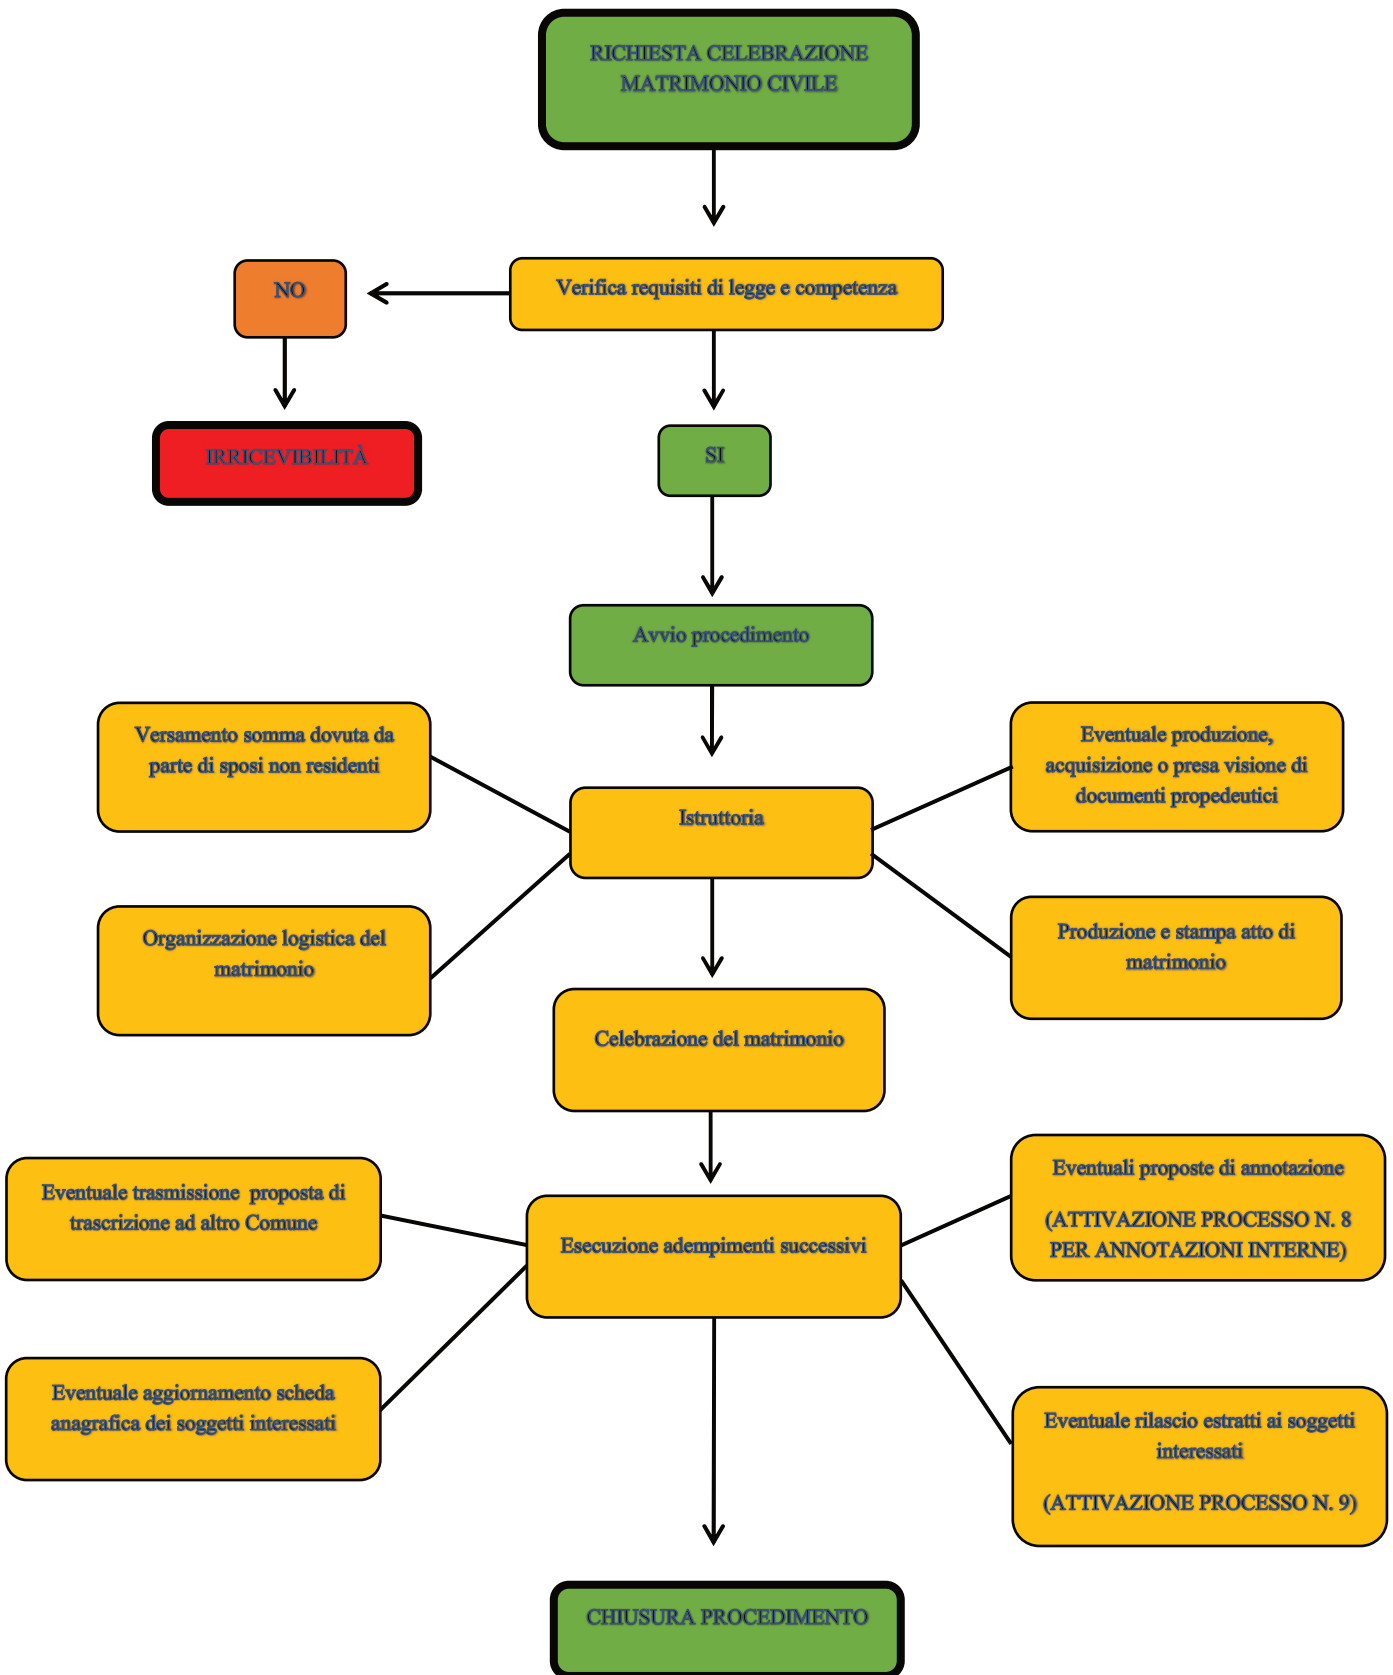 RICHIESTA CELEBRAZIONE
MATRIMONIO CIVILE
NO
Verifica requisiti di legge e competenza
IRRICEVIBILITÀ
SI
Avvio procedimento
Versamento somma dovuta da
parte di sposi non residenti
Eventuale produzione,
acquisizione o presa visione di
documenti propedeutici
Istruttoria
Organizzazione logistica del
matrimonio
Produzione e stampa atto di
matrimonio
Celebrazione del matrimonio
Eventuale trasmissione proposta di
trascrizione ad altro Comune
Esecuzione adempimenti successivi
Eventuali proposte di annotazione
(ATTIVAZIONE PROCESSO N. 8
PER ANNOTAZIONI INTERNE)
Eventuale aggiornamento scheda
anagrafica dei soggetti interessati
Eventuale rilascio estratti ai soggetti
interessati
(ATTIVAZIONE PROCESSO N. 9)
CHIUSURA PROCEDIMENTO